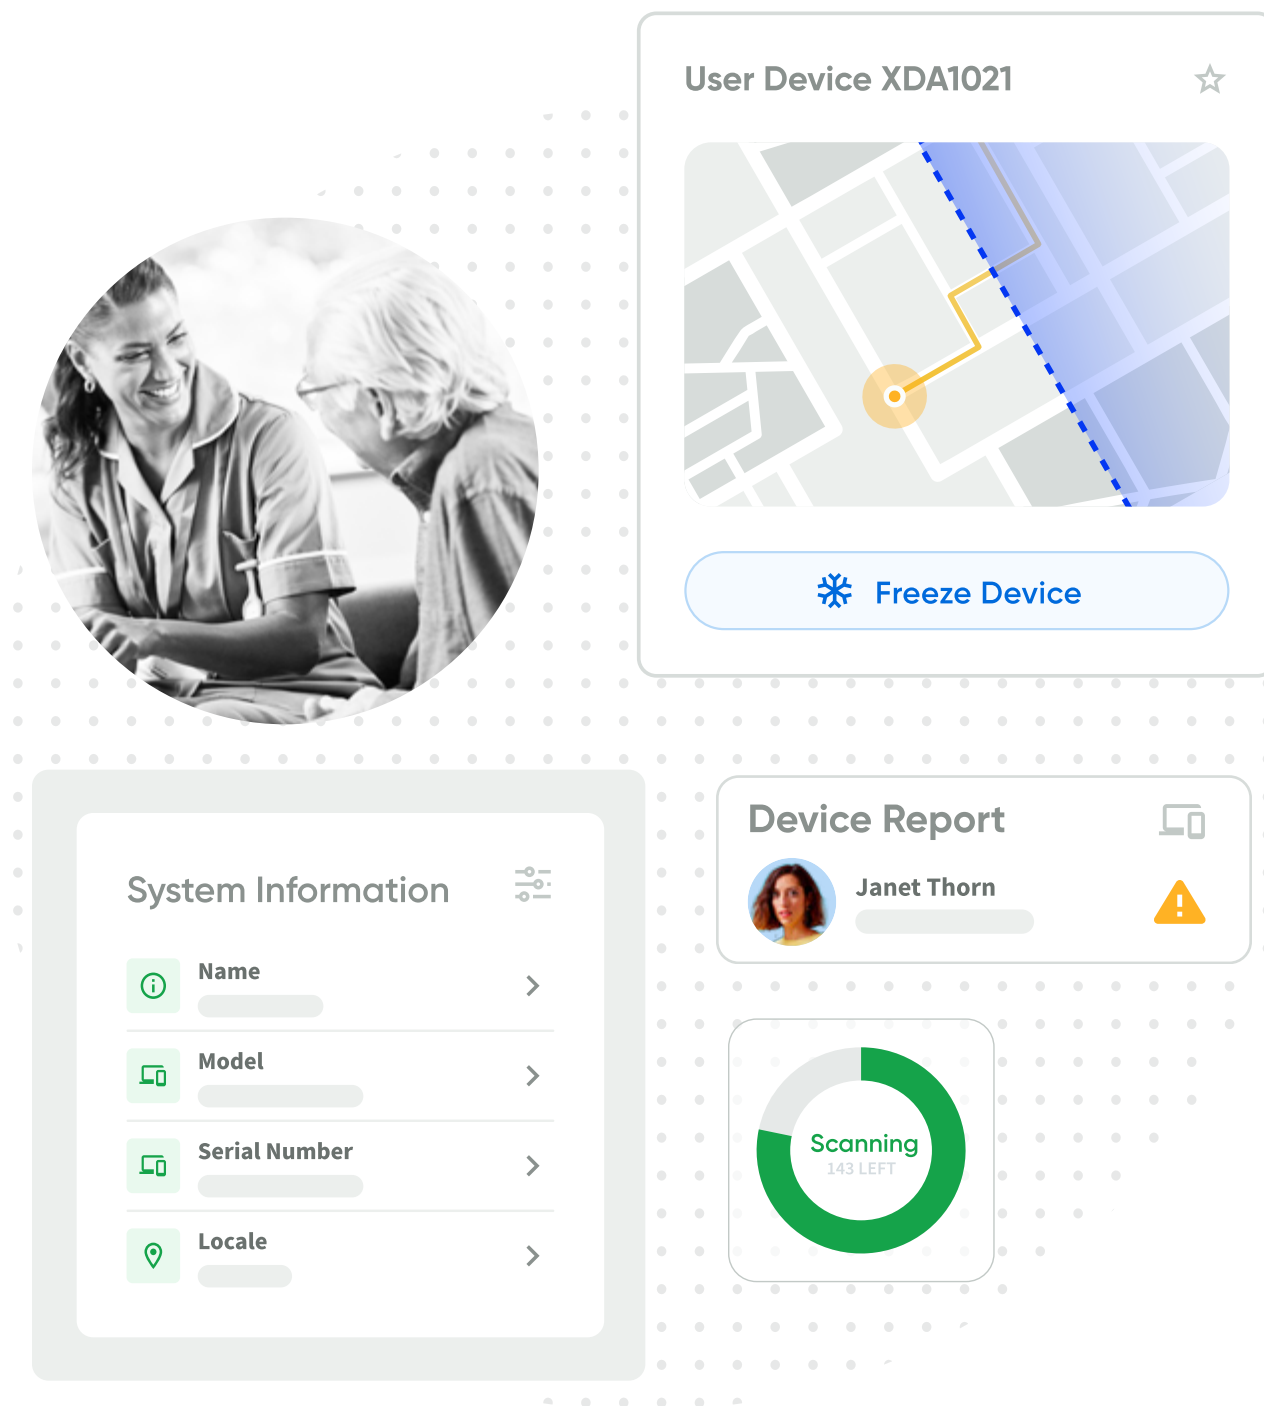 User Device XDA1021
Freeze Device
System Information
Name
Model
Serial Number
Locale
Device Report
Janet Thorn
Scanning
143 LEFT